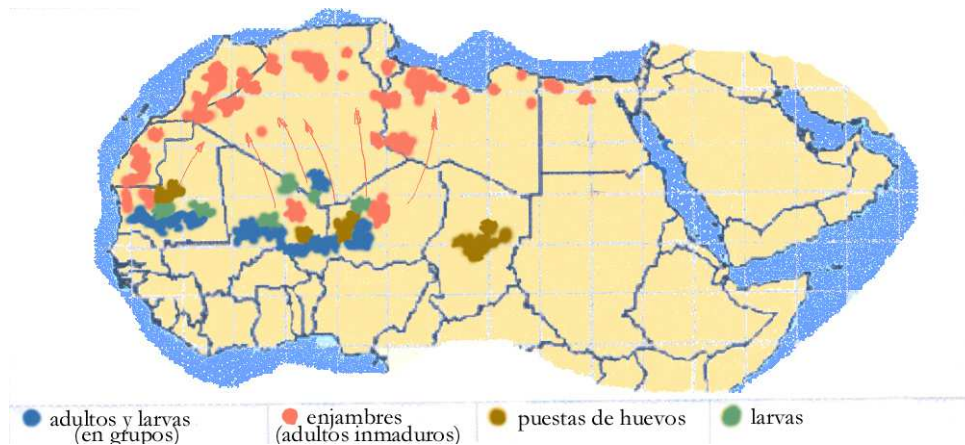 adultos y larvas
(en grupos)
enjambres
(adultos inmaduros)
puestas de huevos
larvas